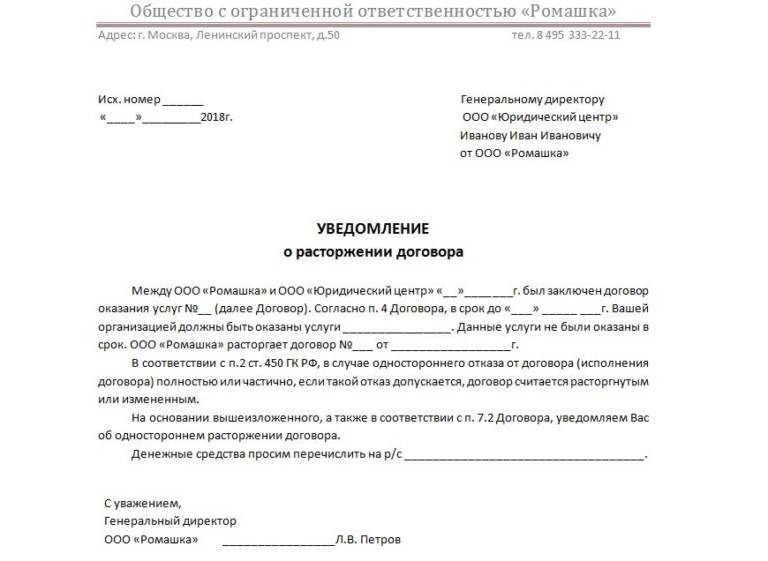 Общество с ограниченной ответственностью «Ромашка»
Адрес: г. Москва, Ленинский проспект, д.50 тел. 8 495 333-22-11
Исх. номер ______ Генеральному директору
«____»_________2018г. ООО «Юридический центр»
Иванову Иван Ивановичу
от ООО «Ромашка»
УВЕДОМЛЕНИЕ
о расторжении договора
Между ООО «Ромашка» и ООО «Юридический центр» «__»_______г. был заключен договор
оказания услуг №__ (далее Договор). Согласно п. 4 Договора, в срок до «___» _____ ___г. Вашей
организацией должны быть оказаны услуги ________________. Данные услуги не были оказаны в
срок. ООО «Ромашка» расторгает договор №___ от __________________г.
В соответствии с п.2 ст. 450 ГК РФ, в случае одностороннего отказа от договора (исполнения
договора) полностью или частично, если такой отказ допускается, договор считается расторгнутым
или измененным.
На основании вышеизложенного, а также в соответствии с п. 7.2 Договора, уведомляем Вас
об одностороннем расторжении договора.
Денежные средства просим перечислить на р/с ____________________________________.
С уважением,
Генеральный директор
ООО «Ромашка» _________________Л.В. Петров